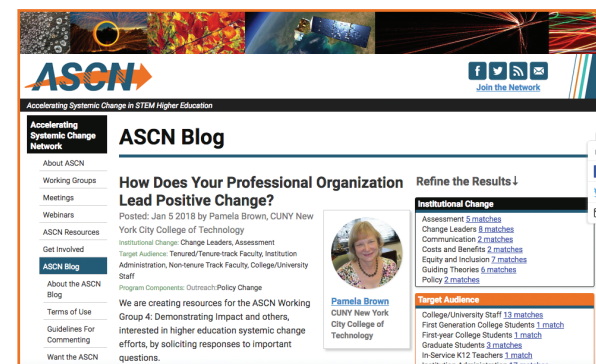 ASCN
Join the Network
Accelerating Systemic Change in STEM Higher Education
Accelerating
Systemic Change
Network
About ASCN
Working Groups
Meetings
Webinars
ASCN Resources
Get Involved
ASCN Blog
About the ASCN
Blog
Terms of Use
Guidelines For
Commenting
Want the ASCN
ASCN Blog
How Does Your Professional Organization
Lead Positive Change?
Posted: Jan 5 2018 by Pamela Brown, CUNY New
York City College of Technology
Institutional Change: Change Leaders, Assessment
Target Audience: Tenured/Tenure-track Faculty, Institution
Administration, Non-tenure Track Faculty, College/University
Staff
Program Components: Outreach:Policy Change
We are creating resources for the ASCN Working
Group 4: Demonstrating Impact and others,
interested in higher education systemic change
efforts, by soliciting responses to important
questions.
Pamela Brown
CUNY New York
City College of
Technology
Refine the Results↓
Institutional Change
Assessment 5 matches
Change Leaders 8 matches
Communication 2 matches
Costs and Benefits 2 matches
Equity and Inclusion 7 matches
Guiding Theories 6 matches
Policy 2 matches
Target Audience
College/University Staff 13 matches
First Generation College Students 1 match
First-year College Students 1 match
Graduate Students 3 matches
In-Service K12 Teachers 1 match